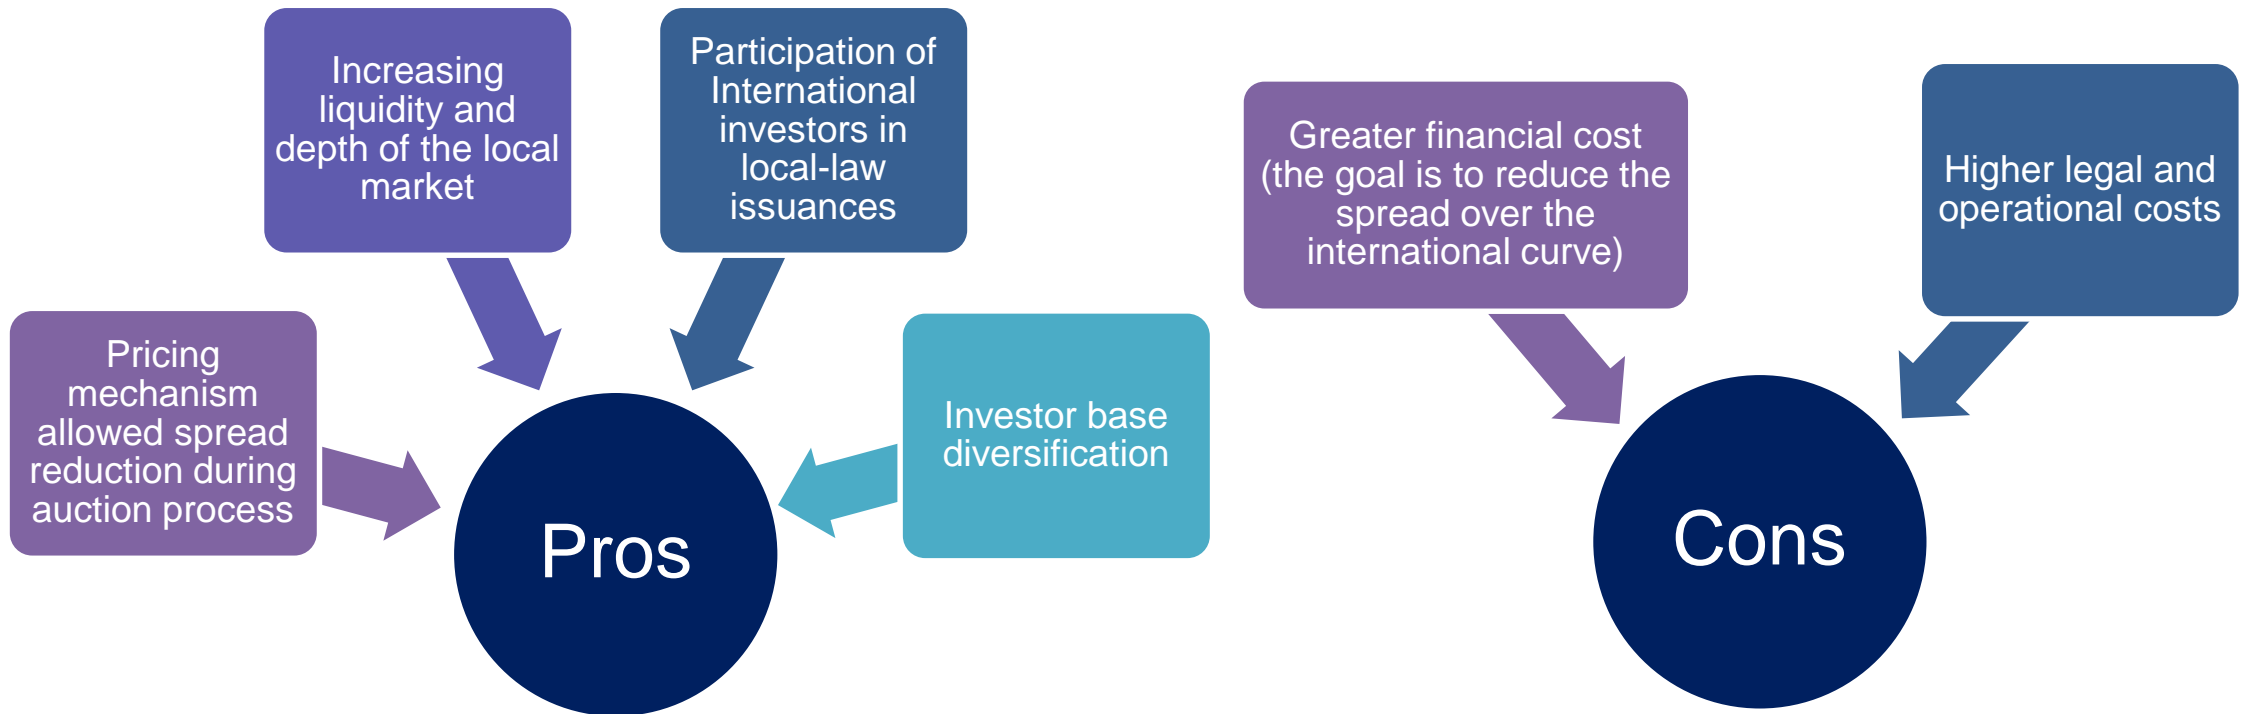 Pricing
mechanism
allowed spread
reduction during
auction process
Increasing
liquidity and
depth of the local
market
Participation of
International
investors in
local-law
issuances
Investor base
diversification
Pros
Greater financial cost
(the goal is to reduce the
spread over the
international curve)
Higher legal and
operational costs
Cons